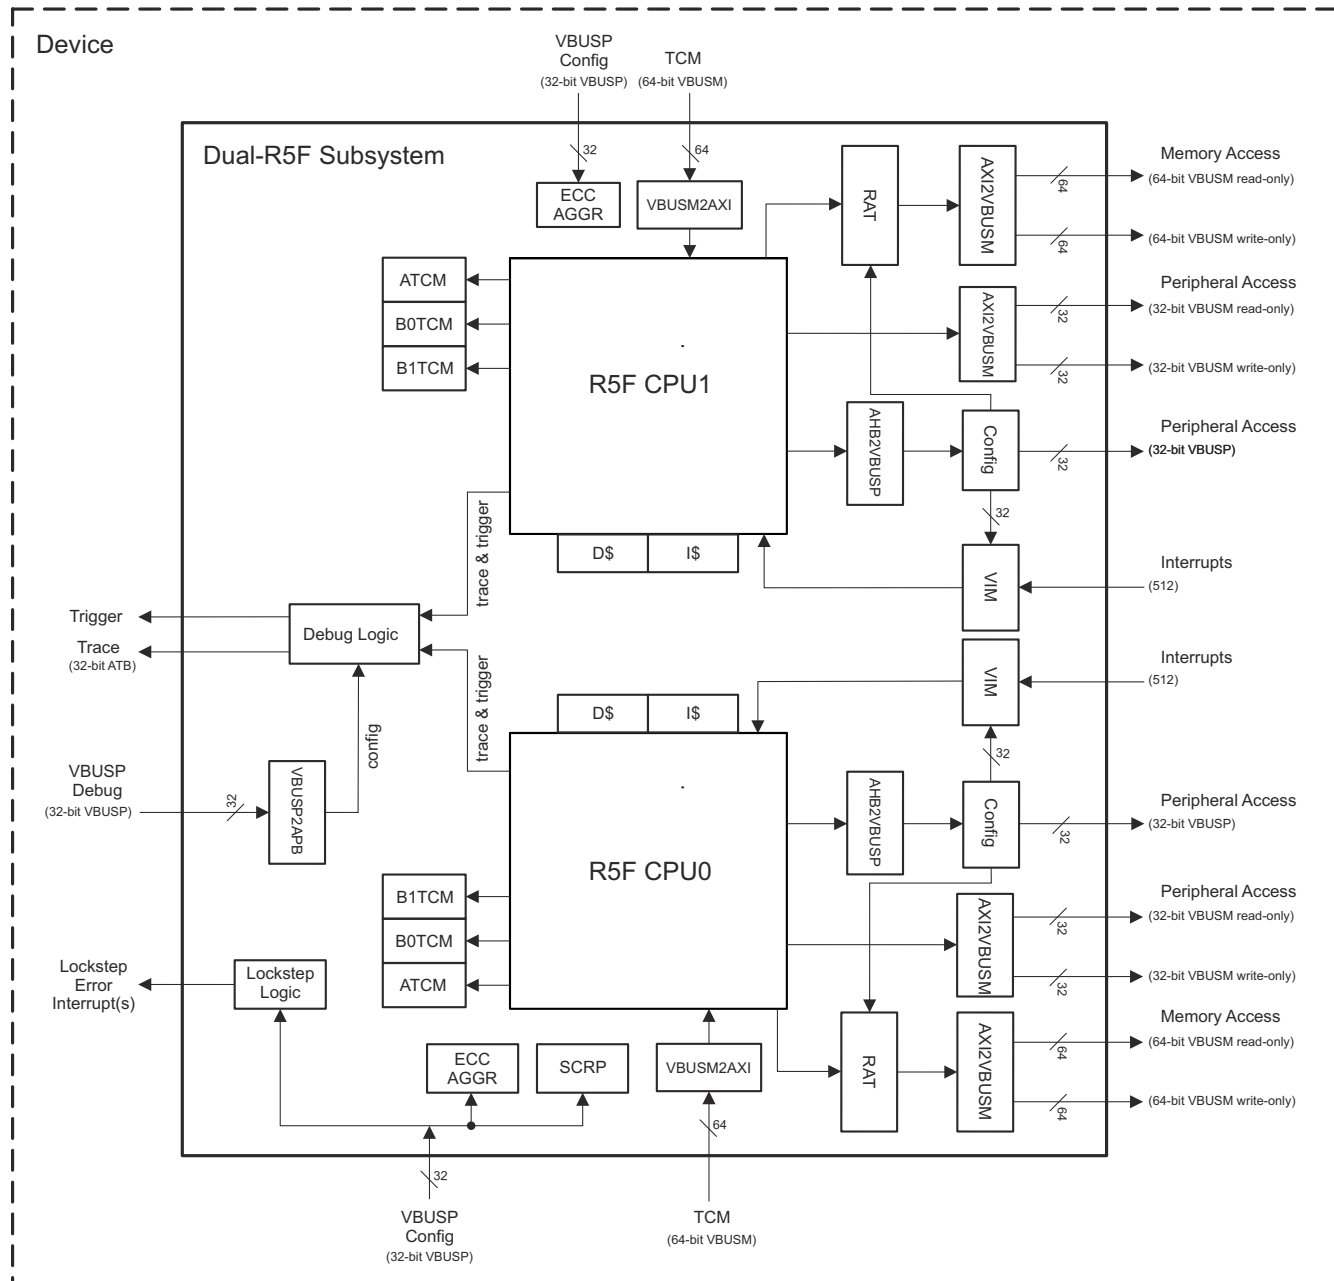 Device
VBUSP
Config
(32-bit VBUSP)
TCM
(64-bit VBUSM)
Dual-R5F Subsystem
32
64
ECC
AGGR
VBUSM2AXI
RAT
AXI2VBUSM
64
64
Memory Access
(64-bit VBUSM read-only)
(64-bit VBUSM write-only)
ATCM
B0TCM
B1TCM
R5F CPU1
AXI2VBUSM
32
32
Peripheral Access
(32-bit VBUSM read-only)
(32-bit VBUSM write-only)
AHB2VBUSP
Config
32
Peripheral Access
(32-bit VBUSP)
32
trace & trigger
D$
I$
VIM
Interrupts
(512)
Trigger
Trace
(32-bit ATB)
Debug Logic
trace & trigger
D$
I$
VIM
Interrupts
(512)
32
config
VBUSP
Debug
(32-bit VBUSP)
32
VBUSP2APB
R5F CPU0
AHB2VBUSP
Config
32
Peripheral Access
(32-bit VBUSP)
B1TCM
B0TCM
ATCM
AXI2VBUSM
32
32
Peripheral Access
(32-bit VBUSM read-only)
(32-bit VBUSM write-only)
Lockstep
Error
Interrupt(s)
Lockstep
Logic
ECC
AGGR
SCRP
VBUSM2AXI
RAT
AXI2VBUSM
64
64
Memory Access
(64-bit VBUSM read-only)
(64-bit VBUSM write-only)
32
64
VBUSP
Config
(32-bit VBUSP)
TCM
(64-bit VBUSM)